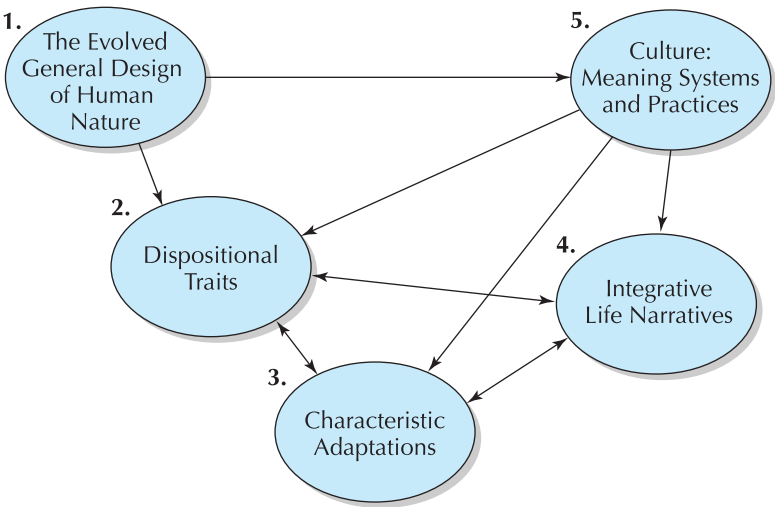 1.
The Evolved
General Design
of Human
Nature
5.
Culture:
Meaning Systems
and Practices
2.
Dispositional
Traits
4.
Integrative
Life Narratives
3.
Characteristic
Adaptations